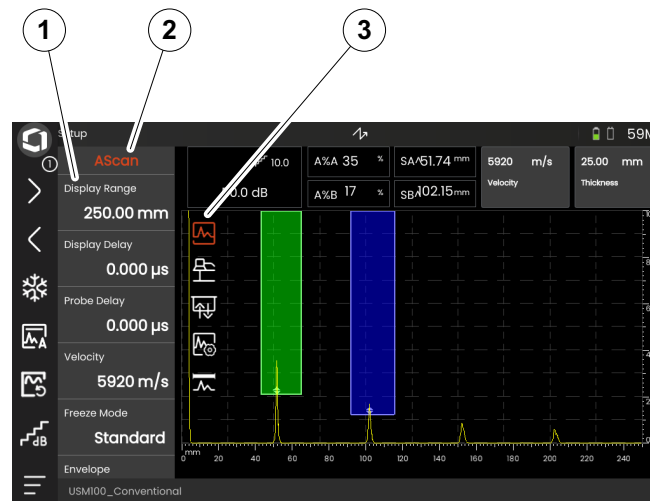 1 2 3
Setup
59M
1
AScan
Display Range
250.00 mm
Display Delay
0.000 µs
Probe Delay
0.000 µs
Velocity
5920 m/s
Freeze Mode
Standard
Envelope
10.0
.0 dB
A%A 35 %
A%B 17 %
SA 51.74 mm
SB 102.15 mm
5920 m/s
Velocity
25.00 mm
Thickness
A
dB
mm
0 20 40 60 80 100 120 140 160 180 200 220 240
USM100_Conventional